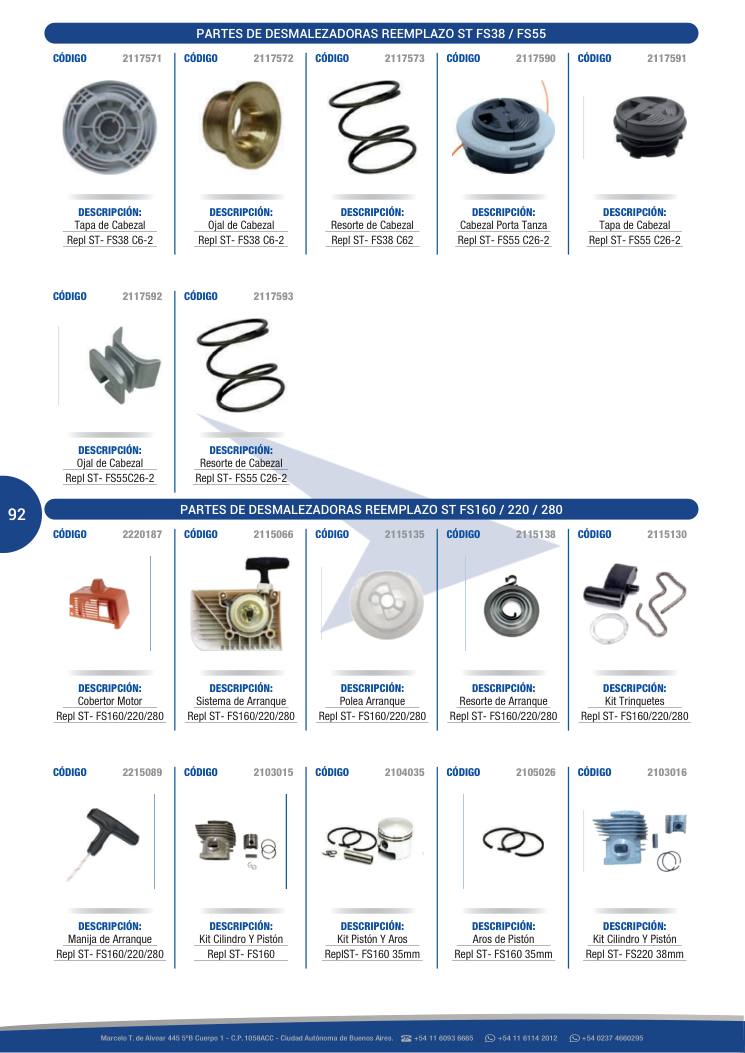 PARTES DE DESMALEZADORAS REEMPLAZO ST FS38 / FS55
CÓDIGO 2117571
DESCRIPCIÓN:
Tapa de Cabezal
Repl ST- FS38 C6-2
CÓDIGO 2117572
DESCRIPCIÓN:
Ojal de Cabezal
Repl ST- FS38 C6-2
CÓDIGO 2117573
DESCRIPCIÓN:
Resorte de Cabezal
Repl ST- FS38 C62
CÓDIGO 2117590
DESCRIPCIÓN:
Cabezal Porta Tanza
Repl ST- FS55 C26-2
CÓDIGO 2117591
DESCRIPCIÓN:
Tapa de Cabezal
Repl ST- FS55 C26-2
CÓDIGO 2117592
DESCRIPCIÓN:
Ojal de Cabezal
Repl ST- FS55C26-2
CÓDIGO 2117593
DESCRIPCIÓN:
Resorte de Cabezal
Repl ST- FS55 C26-2
92
PARTES DE DESMALEZADORAS REEMPLAZO ST FS160 / 220 / 280
CÓDIGO 2220187
DESCRIPCIÓN:
Cobertor Motor
Repl ST- FS160/220/280
CÓDIGO 2115066
DESCRIPCIÓN:
Sistema de Arranque
Repl ST- FS160/220/280
CÓDIGO 2115135
DESCRIPCIÓN:
Polea Arranque
Repl ST- FS160/220/280
CÓDIGO 2115138
DESCRIPCIÓN:
Resorte de Arranque
Repl ST- FS160/220/280
CÓDIGO 2115130
DESCRIPCIÓN:
Kit Trinquetes
Repl ST- FS160/220/280
CÓDIGO 2215089
DESCRIPCIÓN:
Manija de Arranque
Repl ST- FS160/220/280
CÓDIGO 2103015
DESCRIPCIÓN:
Kit Cilindro Y Pistón
Repl ST- FS160
CÓDIGO 2104035
DESCRIPCIÓN:
Kit Pistón Y Aros
ReplST- FS160 35mm
CÓDIGO 2105026
DESCRIPCIÓN:
Aros de Pistón
Repl ST- FS160 35mm
CÓDIGO 2103016
DESCRIPCIÓN:
Kit Cilindro Y Pistón
Repl ST- FS220 38mm
Marcelo T. de Alvear 445 5ºB Cuerpo 1 - C.P. 1058ACC - Ciudad Autónoma de Buenos Aires. +54 11 6093 6665 +54 11 6114 2012 +54 0237 4660295